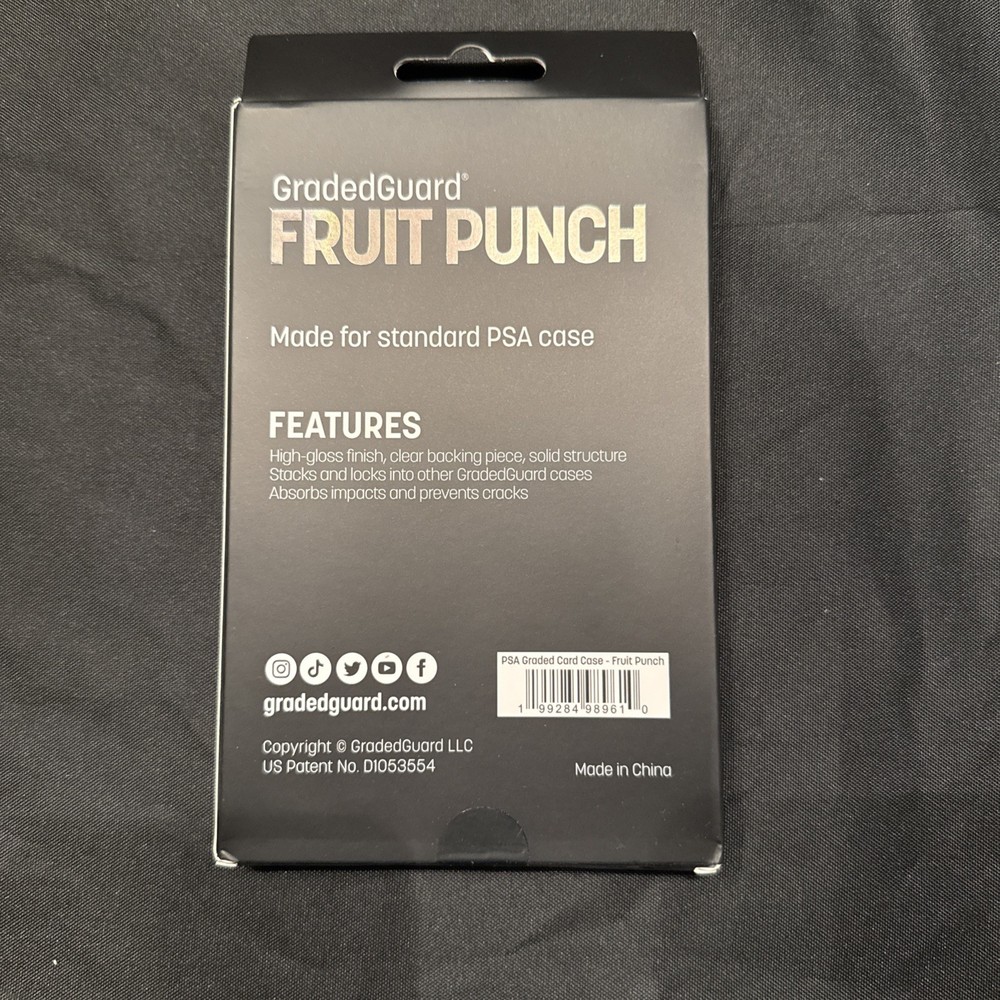 GradedGuard®
FRUIT PUNCH
Made for standard PSA case
FEATURES
High-gloss finish, clear backing piece, solid structure
Stacks and locks into other GradedGuard cases
Absorbs impacts and prevents cracks
gradedguard.com
PSA Graded Card Case - Fruit Punch
1 99284 98961 0
Copyright © GradedGuard LLC
US Patent No. D1053554
Made in China